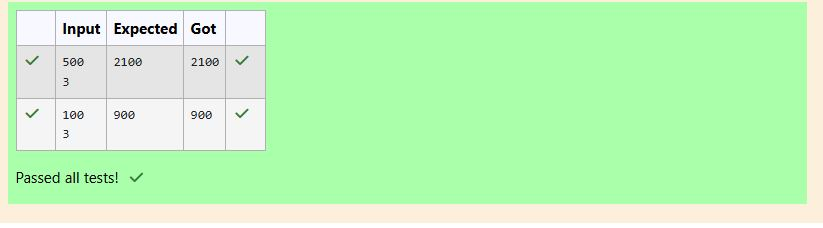 Input Expected Got
500 2100 2100
3
100 900 900
3
Passed all tests!